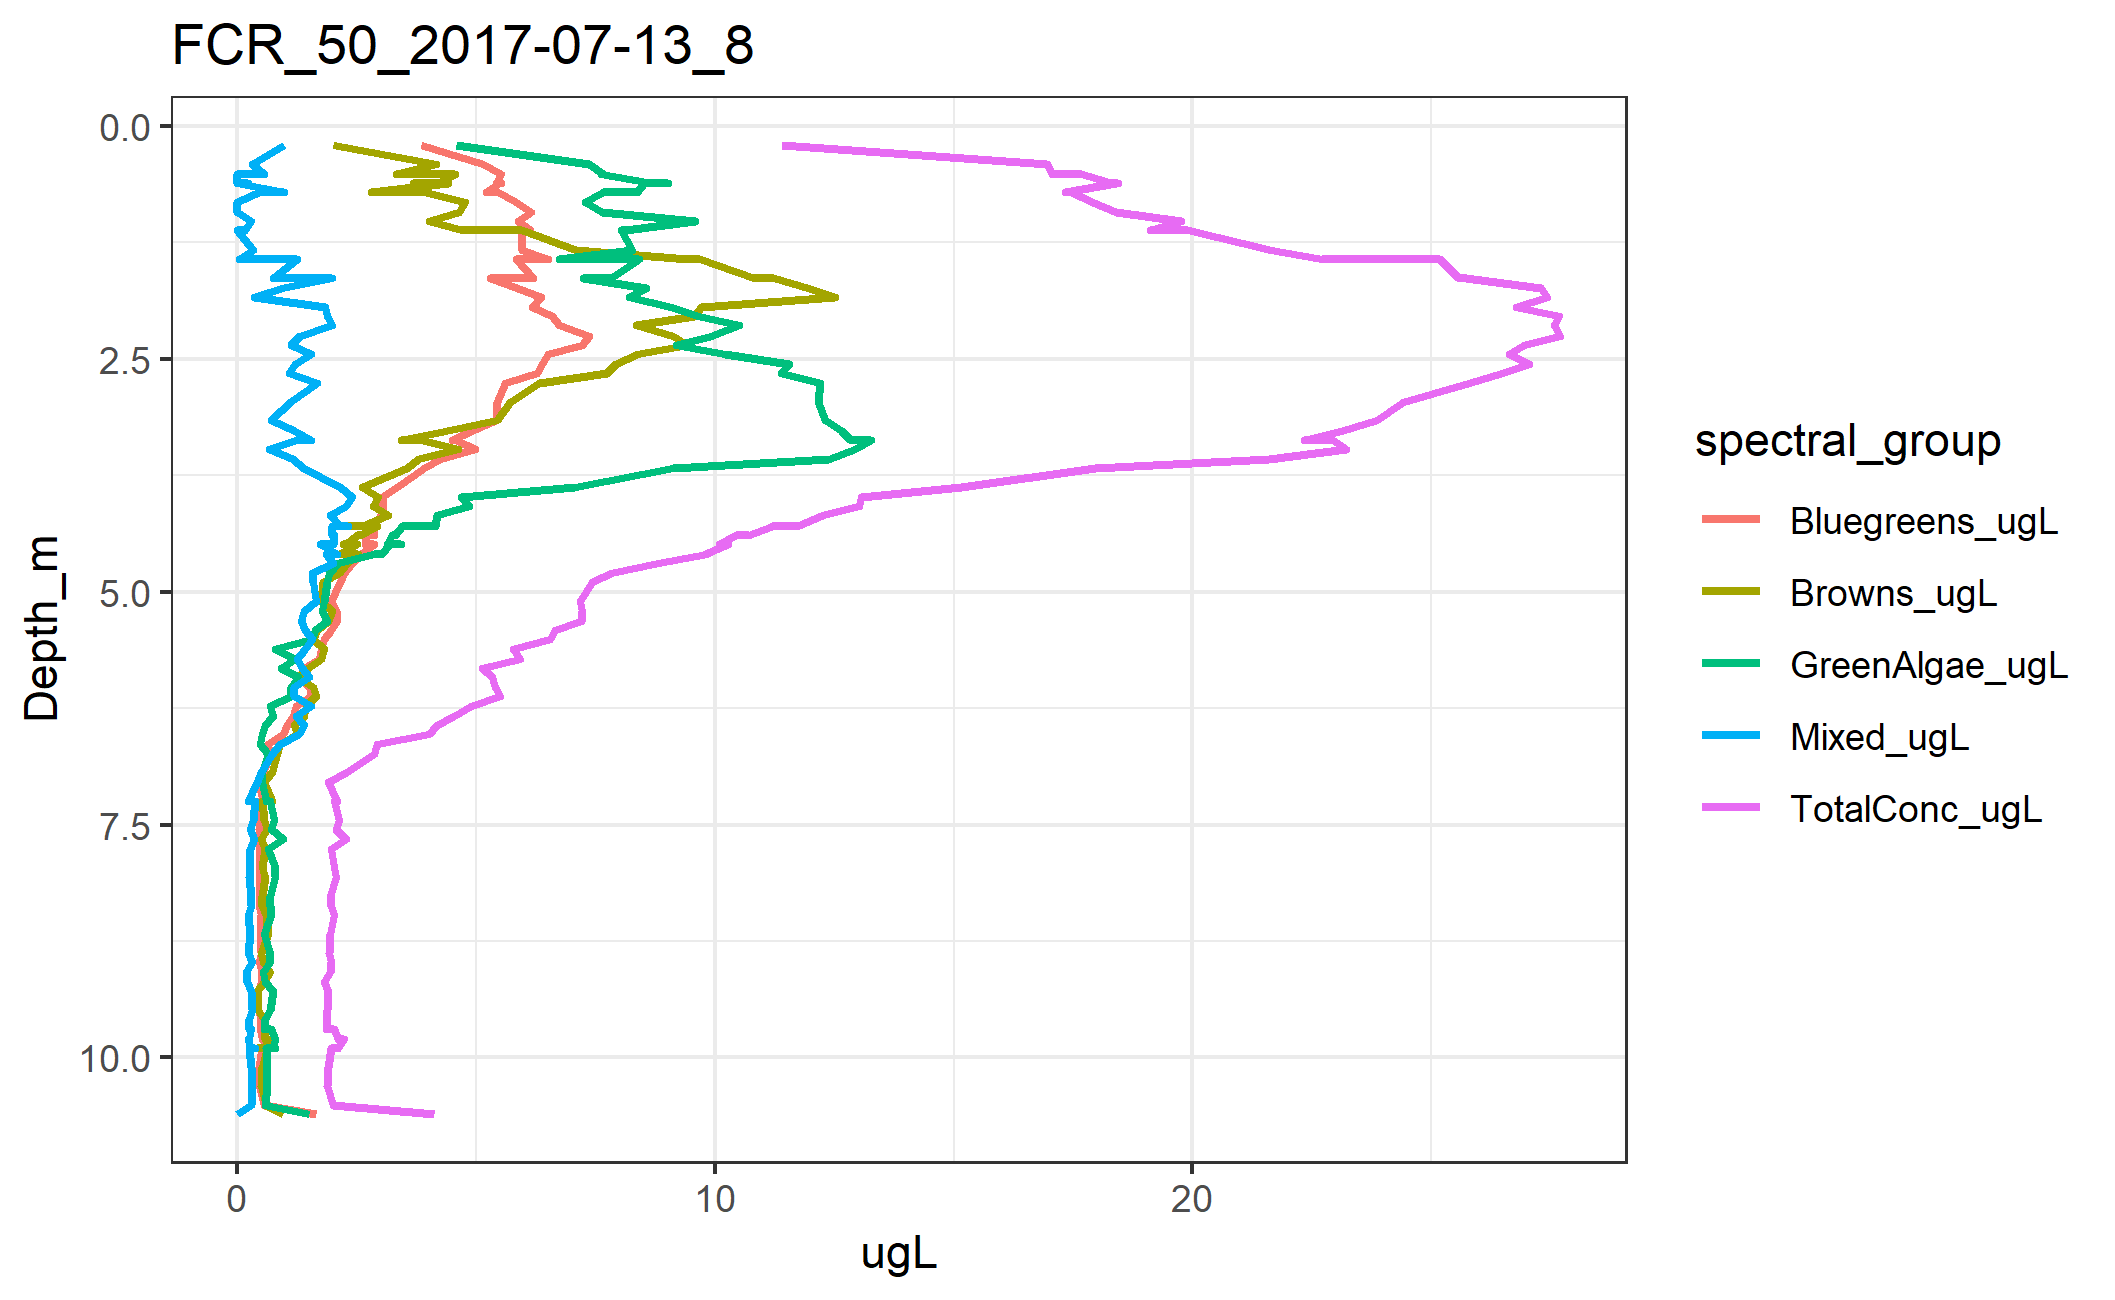 FCR_50_2017-07-13_8
0.0
2.5
5.0
7.5
10.0
Depth_m
0 10 20
ugL
spectral_group
Bluegreens_ugL
Browns_ugL
GreenAlgae_ugL
Mixed_ugL
TotalConc_ugL